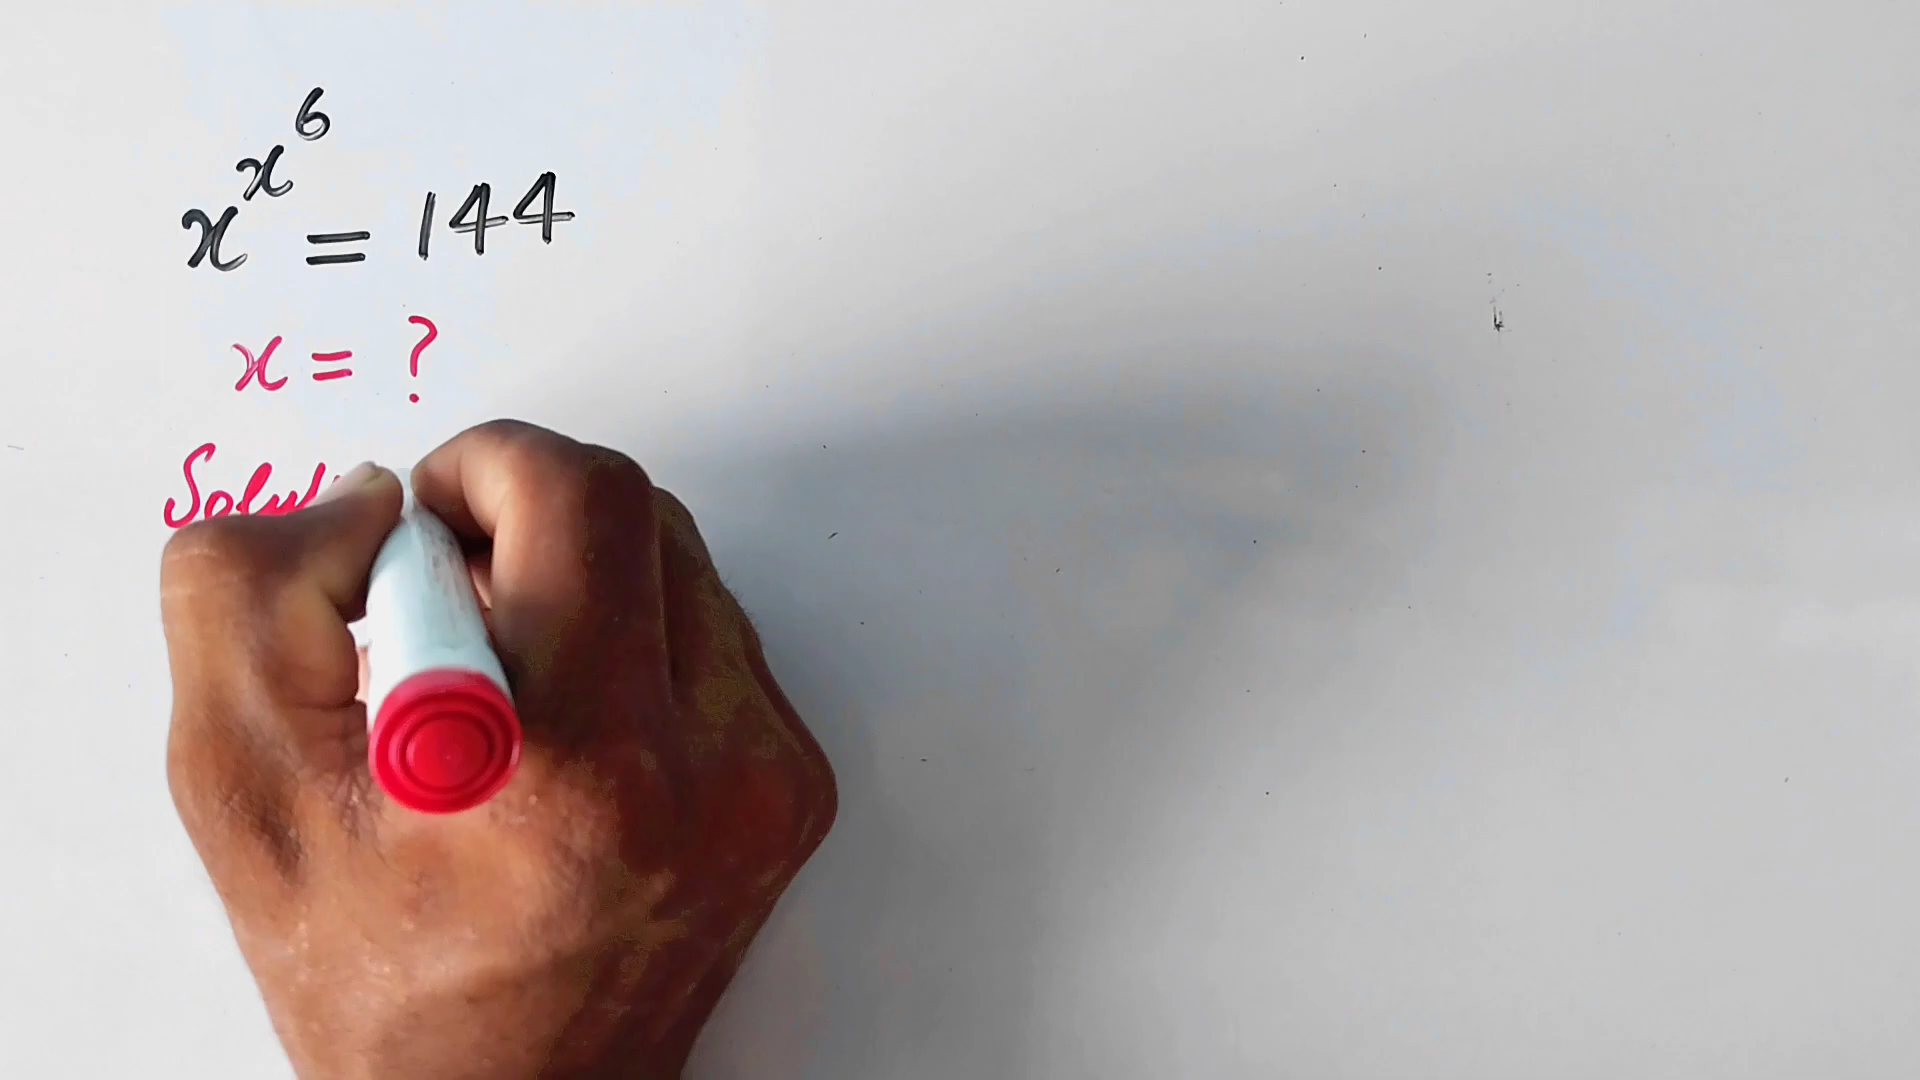 x^x^6 = 144
x = ?